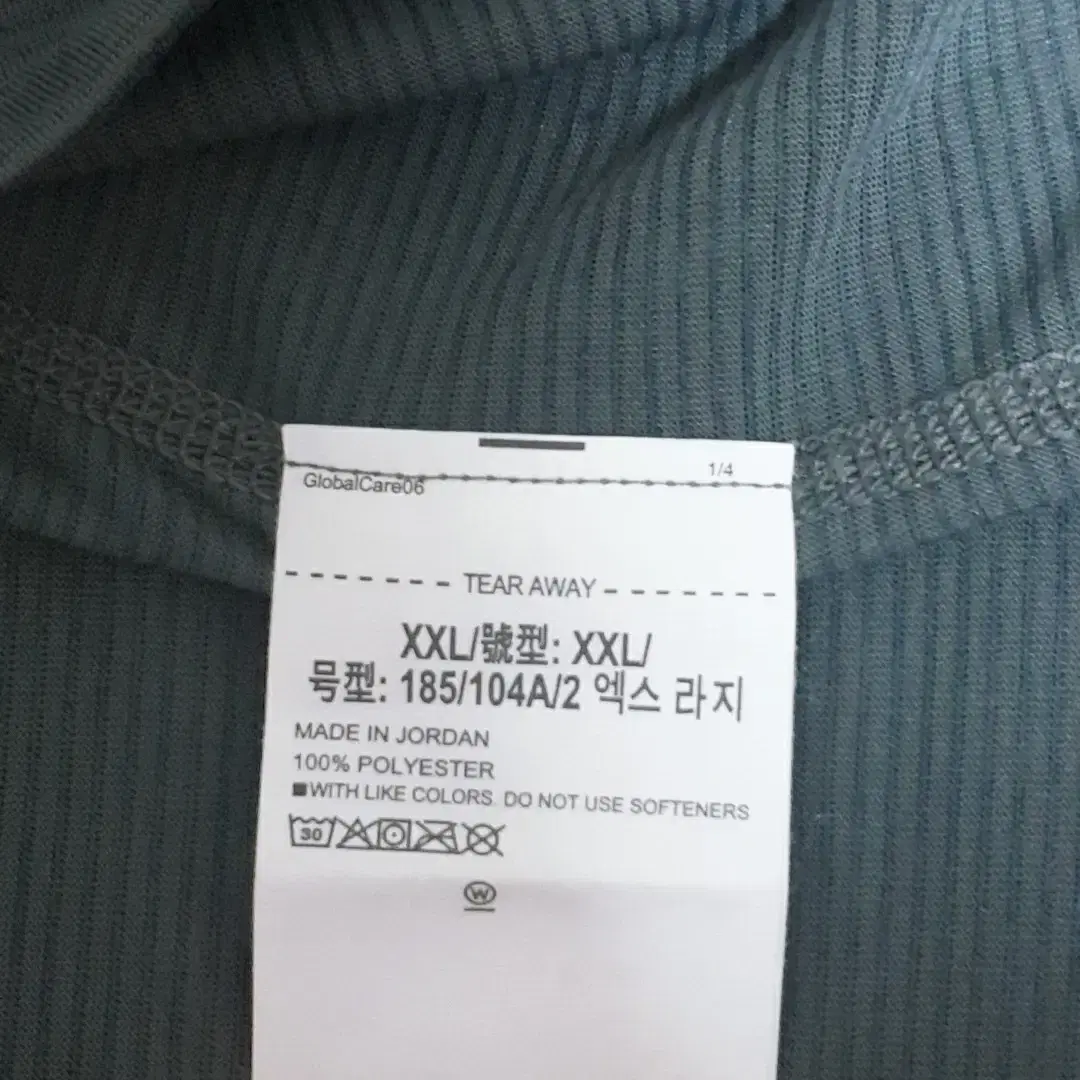 1/4
GlobalCare06
TEAR AWAY
XXL/號型: XXL/
号型: 185/104A/2 엑스 라지
MADE IN JORDAN
100% POLYESTER
■WITH LIKE COLORS. DO NOT USE SOFTENERS
30
W